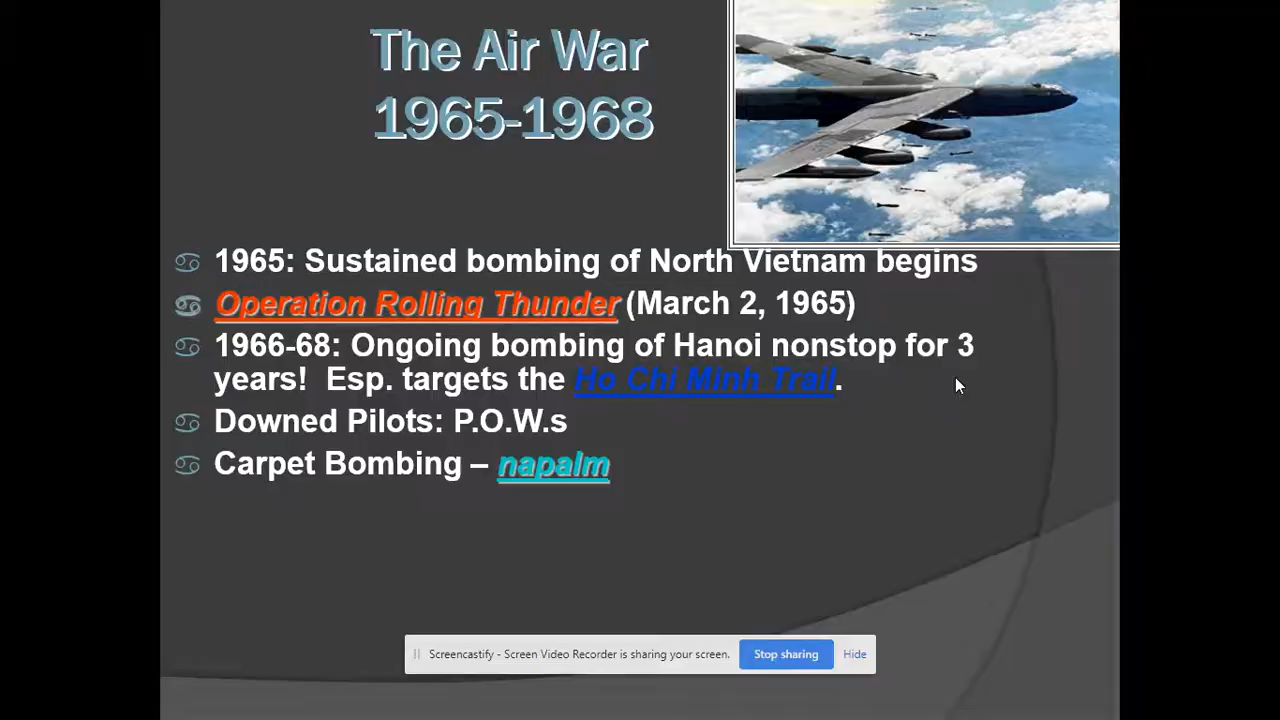 The Air War
1965-1968
1965: Sustained bombing of North Vietnam begins
Operation Rolling Thunder (March 2, 1965)
1966-68: Ongoing bombing of Hanoi nonstop for 3
years! Esp. targets the Ho Chi Minh Trail.
Downed Pilots: P.O.W.s
Carpet Bombing – napalm
Screencastify - Screen Video Recorder is sharing your screen. Stop sharing Hide